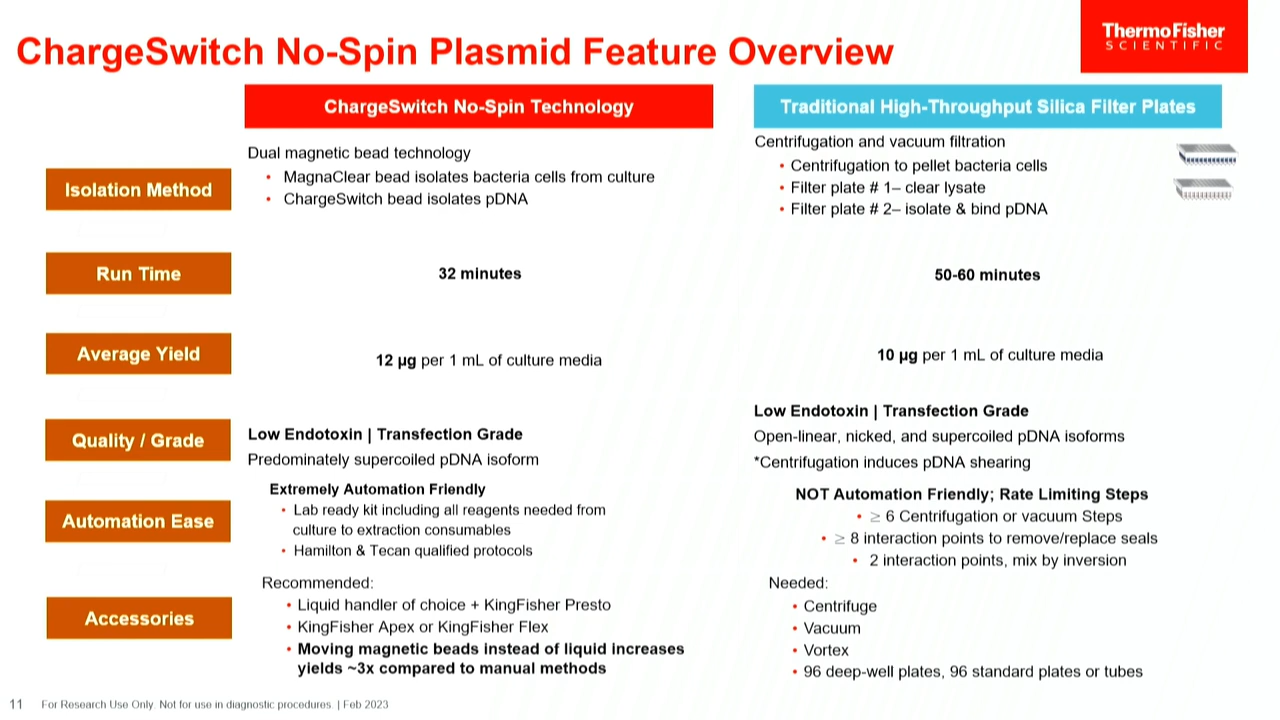 ChargeSwitch No-Spin Plasmid Feature Overview
ThermoFisher
SCIENTIFIC
ChargeSwitch No-Spin Technology
Traditional High-Throughput Silica Filter Plates
Isolation Method
Dual magnetic bead technology
• MagnaClear bead isolates bacteria cells from culture
• ChargeSwitch bead isolates pDNA
Centrifugation and vacuum filtration
• Centrifugation to pellet bacteria cells
• Filter plate # 1– clear lysate
• Filter plate # 2– isolate & bind pDNA
Run Time
32 minutes
50-60 minutes
Average Yield
12 µg per 1 mL of culture media
10 µg per 1 mL of culture media
Quality / Grade
Low Endotoxin | Transfection Grade
Predominately supercoiled pDNA isoform
Low Endotoxin | Transfection Grade
Open-linear, nicked, and supercoiled pDNA isoforms
*Centrifugation induces pDNA shearing
Automation Ease
Extremely Automation Friendly
• Lab ready kit including all reagents needed from
culture to extraction consumables
• Hamilton & Tecan qualified protocols
NOT Automation Friendly; Rate Limiting Steps
• ≥ 6 Centrifugation or vacuum Steps
• ≥ 8 interaction points to remove/replace seals
• 2 interaction points, mix by inversion
Accessories
Recommended:
• Liquid handler of choice + KingFisher Presto
• KingFisher Apex or KingFisher Flex
• Moving magnetic beads instead of liquid increases
yields ~3x compared to manual methods
Needed:
• Centrifuge
• Vacuum
• Vortex
• 96 deep-well plates, 96 standard plates or tubes
11 For Research Use Only. Not for use in diagnostic procedures. | Feb 2023